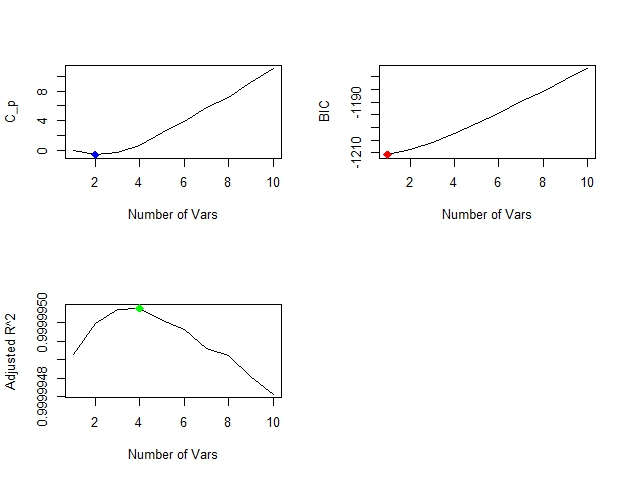 C_p
8
4
0
2 4 6 8 10
Number of Vars
BIC
-1190
-1210
2 4 6 8 10
Number of Vars
Adjusted R^2
0.9999950
0.9999948
2 4 6 8 10
Number of Vars